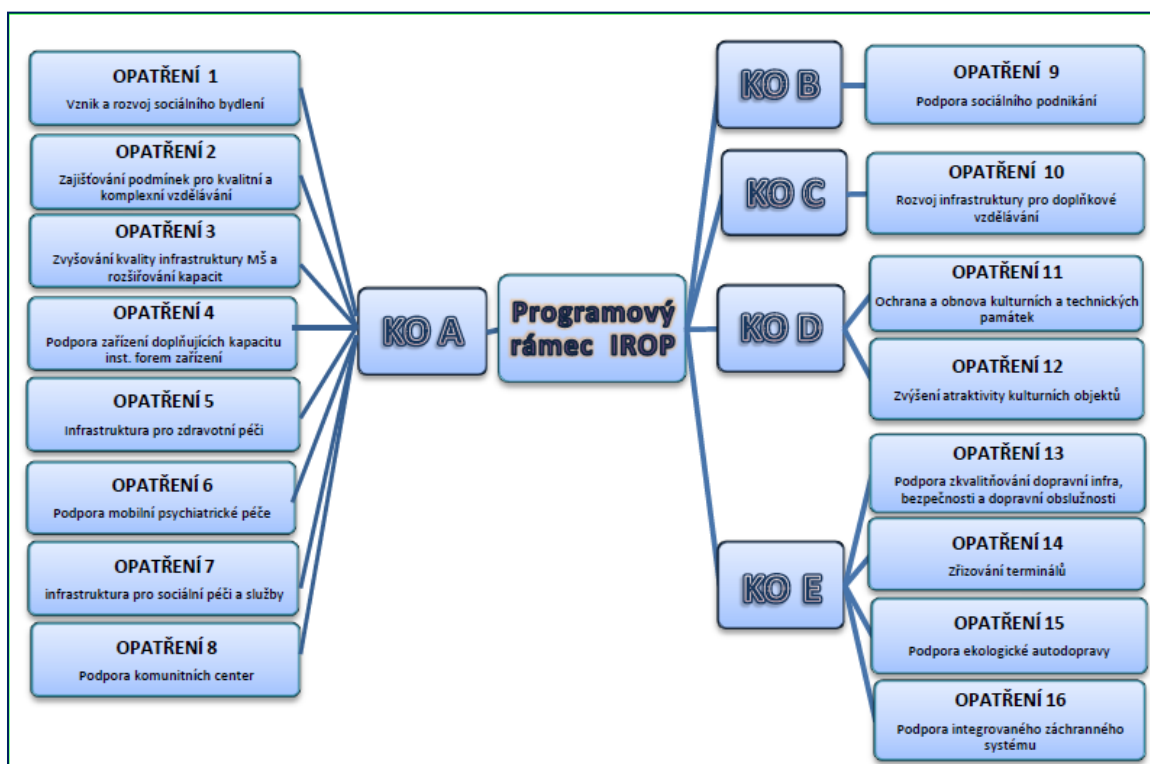 OPATŘENÍ 1
Vznik a rozvoj sociálního bydlení
OPATŘENÍ 2
Zajišťování podmínek pro kvalitní a
komplexní vzdělávání
OPATŘENÍ 3
Zvyšování kvality infrastruktury MŠ a
rozšiřování kapacit
OPATŘENÍ 4
Podpora zařízení doplňujících kapacitu
inst. forem zařízení
OPATŘENÍ 5
Infrastruktura pro zdravotní péči
OPATŘENÍ 6
Podpora mobilní psychiatrické péče
OPATŘENÍ 7
infrastruktura pro sociální péči a služby
OPATŘENÍ 8
Podpora komunitních center
KO A
Programový
rámec IROP
KO B
OPATŘENÍ 9
Podpora sociálního podnikání
KO C
OPATŘENÍ 10
Rozvoj infrastruktury pro doplňkové
vzdělávání
KO D
OPATŘENÍ 11
Ochrana a obnova kulturních a technických
památek
OPATŘENÍ 12
Zvýšení atraktivity kulturních objektů
KO E
OPATŘENÍ 13
Podpora zkvalitňování dopravní infra,
bezpečnosti a dopravní obslužnosti
OPATŘENÍ 14
Zřizování terminálů
OPATŘENÍ 15
Podpora ekologické autodopravy
OPATŘENÍ 16
Podpora integrovaného záchranného
systému